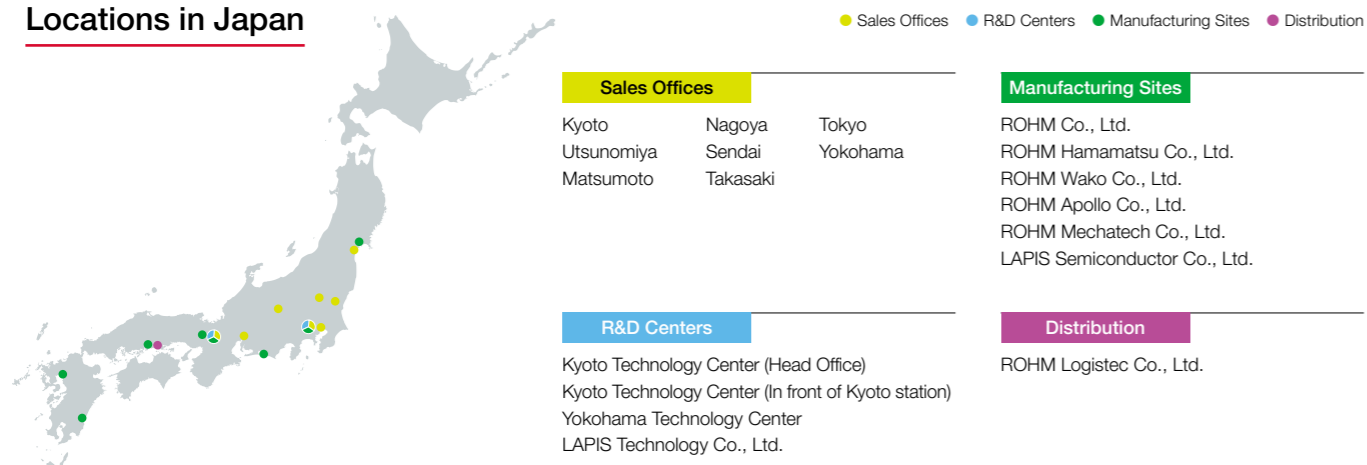 Locations in Japan
Sales Offices R&D Centers Manufacturing Sites Distribution
Sales Offices
Kyoto Nagoya Tokyo
Utsunomiya Sendai Yokohama
Matsumoto Takasaki
Manufacturing Sites
ROHM Co., Ltd.
ROHM Hamamatsu Co., Ltd.
ROHM Wako Co., Ltd.
ROHM Apollo Co., Ltd.
ROHM Mechatech Co., Ltd.
LAPIS Semiconductor Co., Ltd.
R&D Centers
Kyoto Technology Center (Head Office)
Kyoto Technology Center (In front of Kyoto station)
Yokohama Technology Center
LAPIS Technology Co., Ltd.
Distribution
ROHM Logistec Co., Ltd.